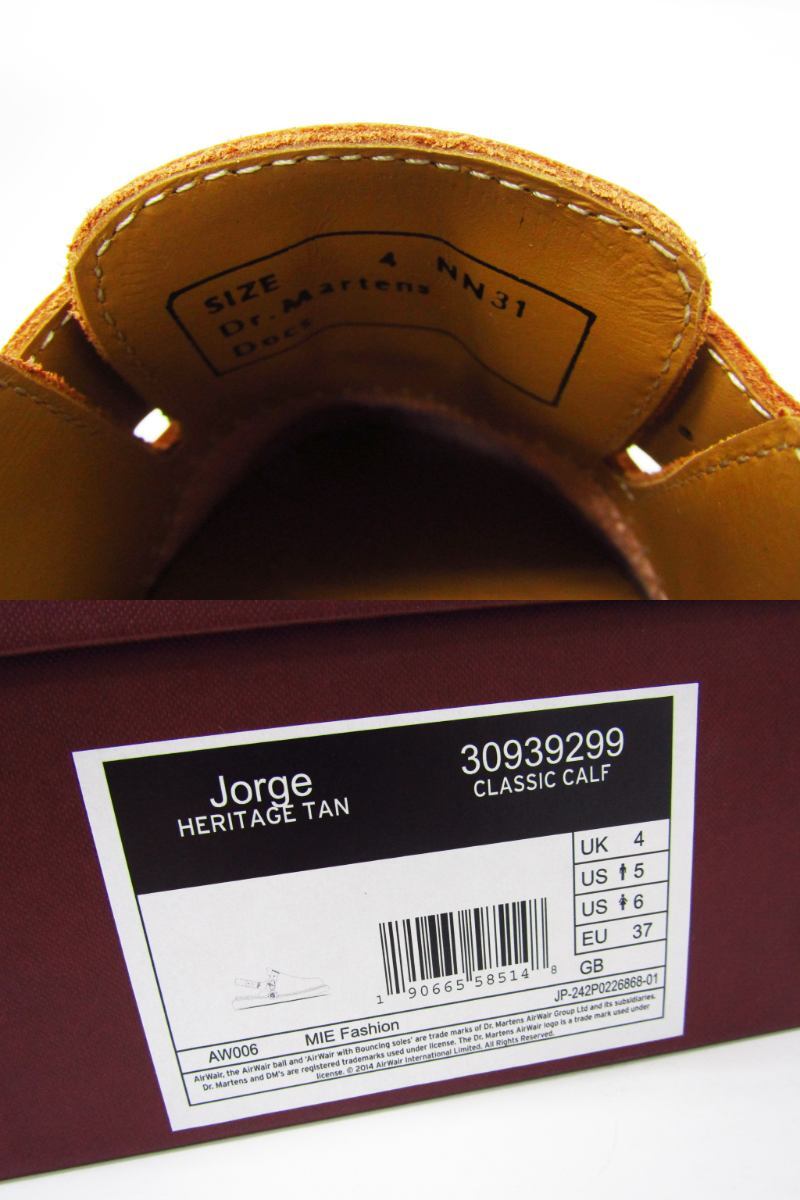 SIZE 4 NN31
Dr. Martens
Docs
Jorge
HERITAGE TAN
30939299
CLASSIC CALF
UK 4
US 5
US 6
EU 37
GB
1 90665 58514 8
JP-242P0226868-01
AW006 MIE Fashion
AirWair, the AirWair ball and 'AirWair with Bouncing soles' are trade marks of Dr. Martens AirWair Group Ltd and its subsidiaries.
Dr. Martens and DM's are registered trademarks used under license. The Dr. Martens AirWair logo is a trade mark used under
license. © 2014 AirWair International Limited. All Rights Reserved.